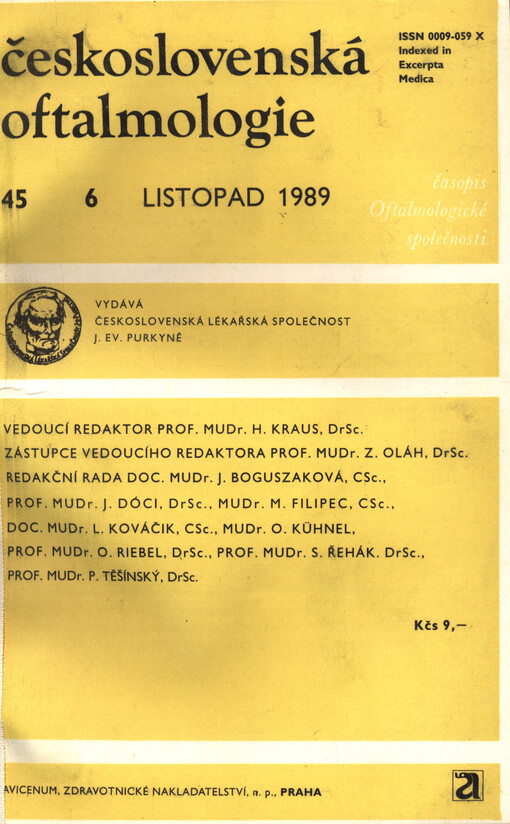 československá
oftalmologie
ISSN 0009-059 X
Indexed in
Excerpta
Medica
45 6 LISTOPAD 1989
časopis
Oftalmologické
společnosti
VYDÁVÁ
ČESKOSLOVENSKÁ LÉKAŘSKÁ SPOLEČNOST
J. EV. PURKYNĚ
VEDOUCÍ REDAKTOR PROF. MUDr. H. KRAUS, DrSc.
ZÁSTUPCE VEDOUCÍHO REDAKTORA PROF. MUDr. Z. OLÁH, DrSc.
REDAKČNÍ RADA DOC. MUDr. J. BOGUSZAKOVÁ, CSc.,
PROF. MUDr. J. DÓCI, DrSc., MUDr. M. FILIPEC, CSc.,
DOC. MUDr. L. KOVÁČIK, CSc., MUDr. O. KÜHNEL,
PROF. MUDr. O. RIEBEL, DrSc., PROF. MUDr. S. ŘEHÁK. DrSc.,
PROF. MUDr. P. TĚŠÍNSKÝ, DrSc.
Kčs 9,—
AVICENUM, ZDRAVOTNICKÉ NAKLADATELSTVÍ, n. p., PRAHA